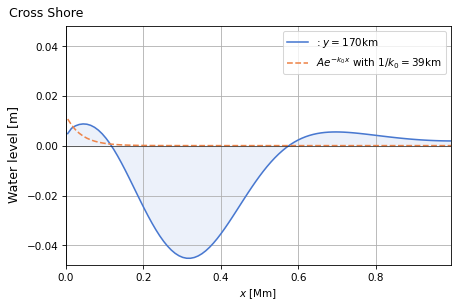 Cross Shore
0.04
0.02
0.00
−0.02
−0.04
Water level [m]
: y = 170km
Ae^{−k₀x} with 1/k₀ = 39km
0.0 0.2 0.4 0.6 0.8
x [Mm]